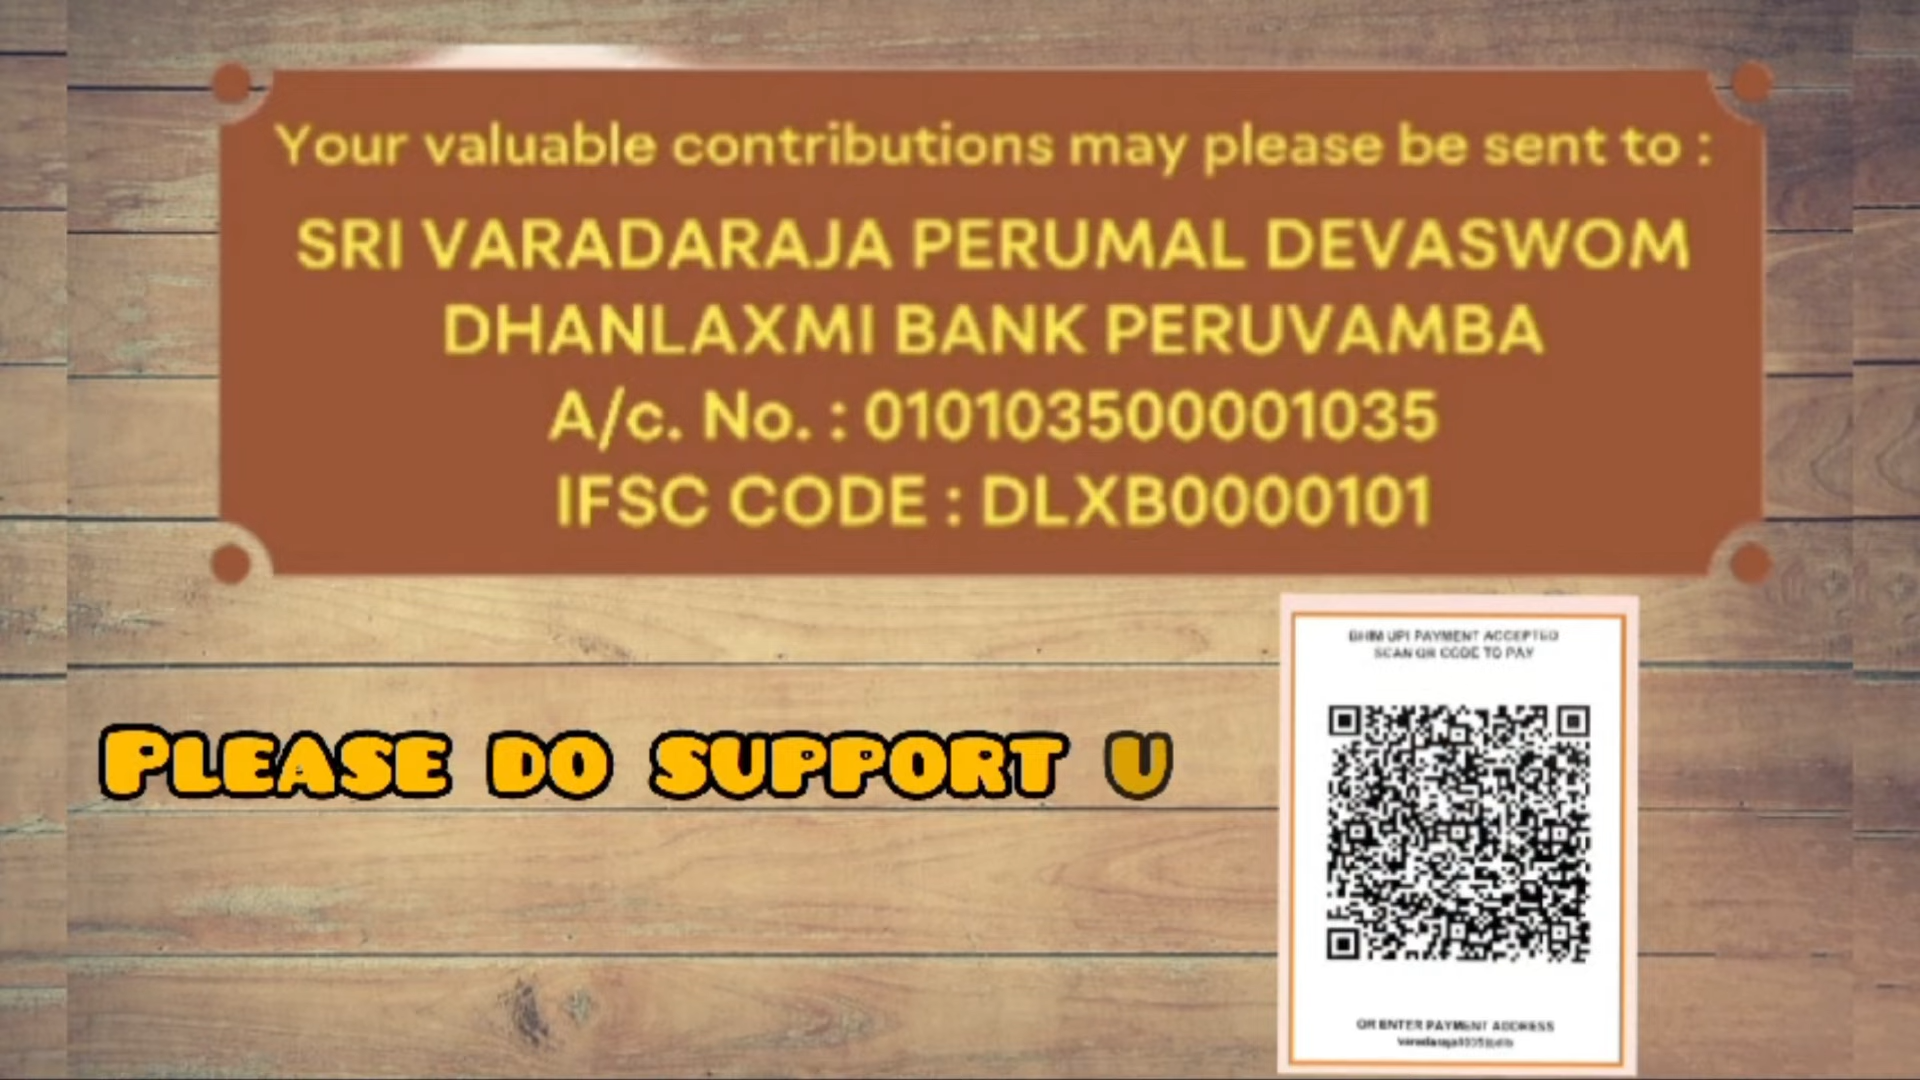 Your valuable contributions may please be sent to :
SRI VARADARAJA PERUMAL DEVASWOM
DHANLAXMI BANK PERUVAMBA
A/c. No. : 010103500001035
IFSC CODE : DLXB0000101
BHIM UPI PAYMENT ACCEPTED
SCAN QR CODE TO PAY
PLEASE DO SUPPORT U
OR ENTER PAYMENT ADDRESS